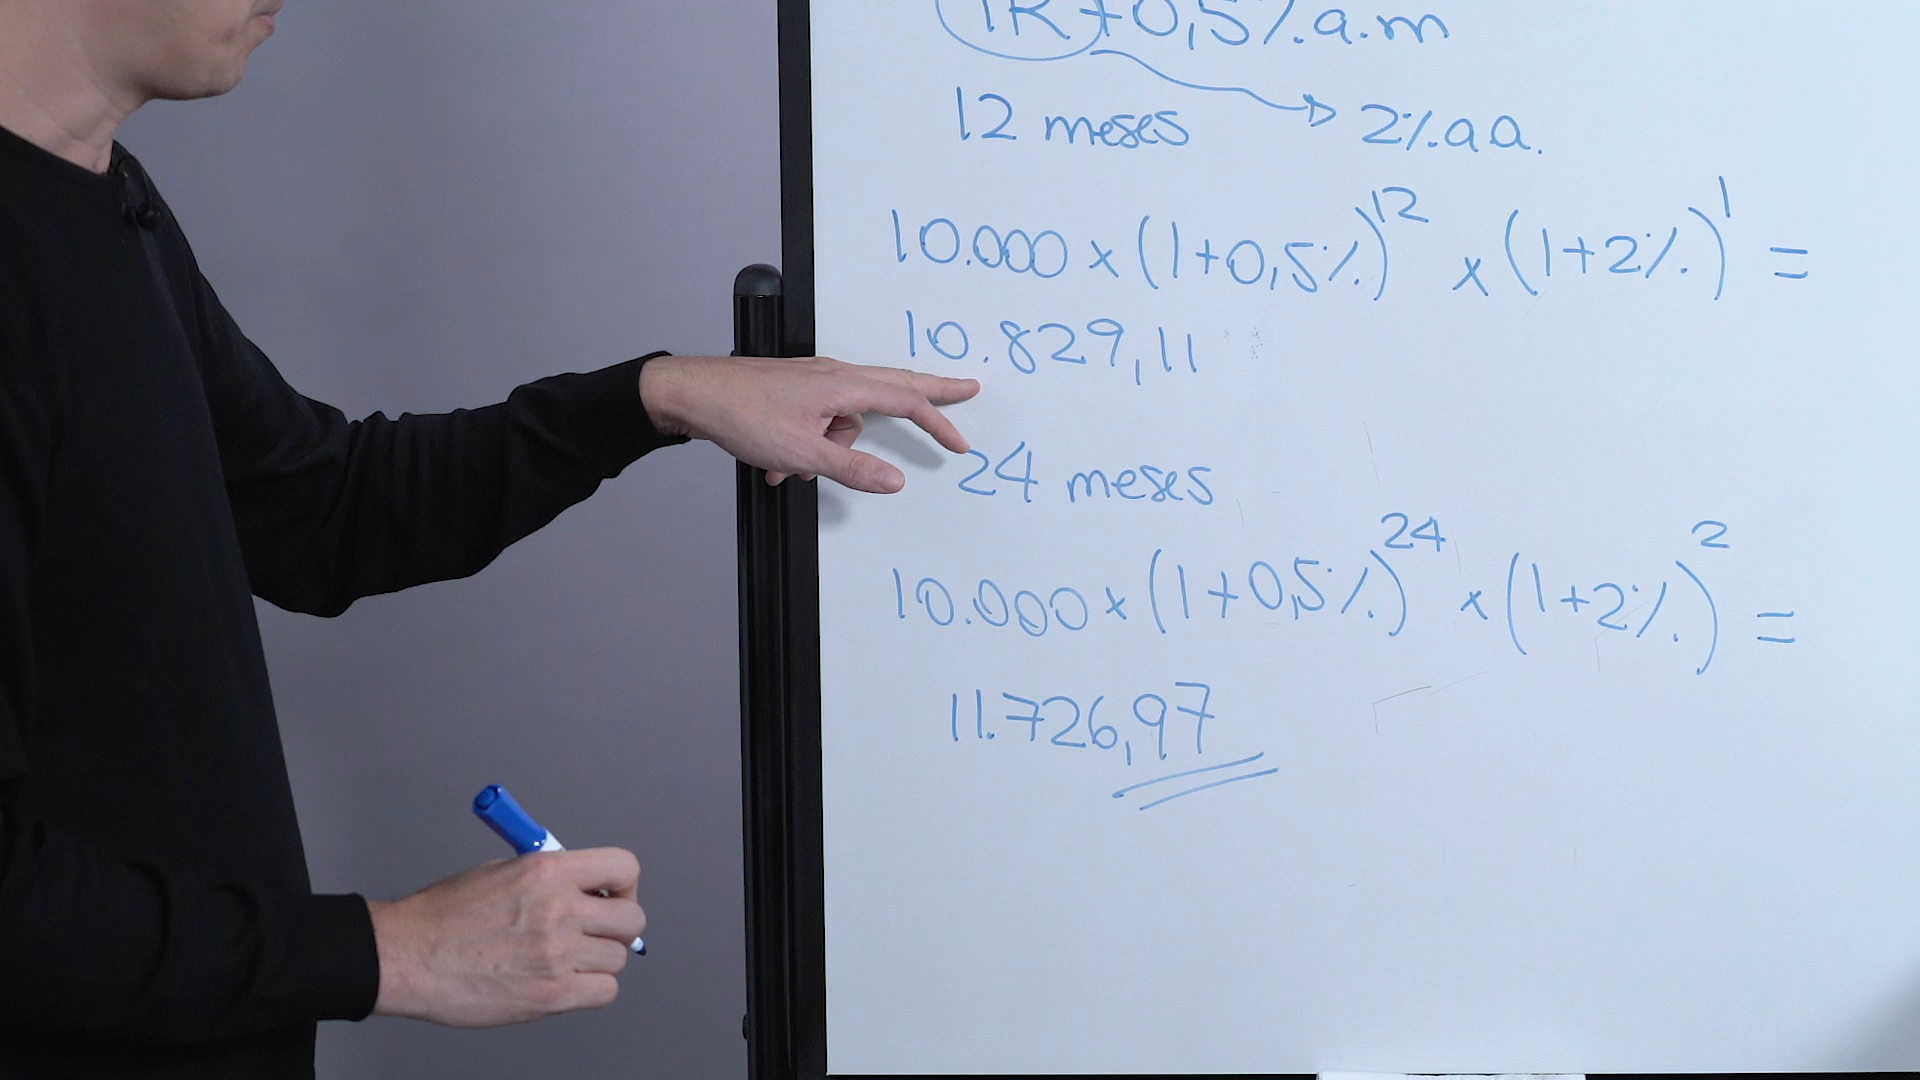 TR+0,5%.a.m
12 meses → 2%.a a.
10.000 x (1+0,5%)¹² x (1+2%)¹ =
10.829,11
24 meses
10.000 x (1+0,5%)²⁴ x (1+2%)² =
11.726,97